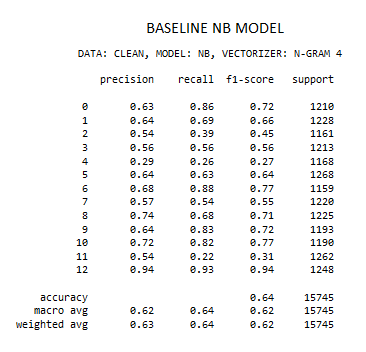 BASELINE NB MODEL
DATA: CLEAN, MODEL: NB, VECTORIZER: N-GRAM 4
precision recall f1-score support
0 0.63 0.86 0.72 1210
1 0.64 0.69 0.66 1228
2 0.54 0.39 0.45 1161
3 0.56 0.56 0.56 1213
4 0.29 0.26 0.27 1168
5 0.64 0.63 0.64 1268
6 0.68 0.88 0.77 1159
7 0.57 0.54 0.55 1220
8 0.74 0.68 0.71 1225
9 0.64 0.83 0.72 1193
10 0.72 0.82 0.77 1190
11 0.54 0.22 0.31 1262
12 0.94 0.93 0.94 1248
accuracy 0.64 15745
macro avg 0.62 0.64 0.62 15745
weighted avg 0.63 0.64 0.62 15745